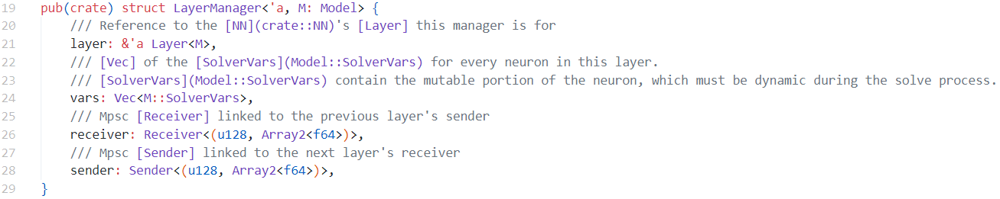 19 pub(crate) struct LayerManager<'a, M: Model> {
20 /// Reference to the [NN](crate::NN)'s [Layer] this manager is for
21 layer: &'a Layer<M>,
22 /// [Vec] of the [SolverVars](Model::SolverVars) for every neuron in this layer.
23 /// [SolverVars](Model::SolverVars) contain the mutable portion of the neuron, which must be dynamic during the solve process.
24 vars: Vec<M::SolverVars>,
25 /// Mpsc [Receiver] linked to the previous layer's sender
26 receiver: Receiver<(u128, Array2<f64>)>,
27 /// Mpsc [Sender] linked to the next layer's receiver
28 sender: Sender<(u128, Array2<f64>)>,
29 }